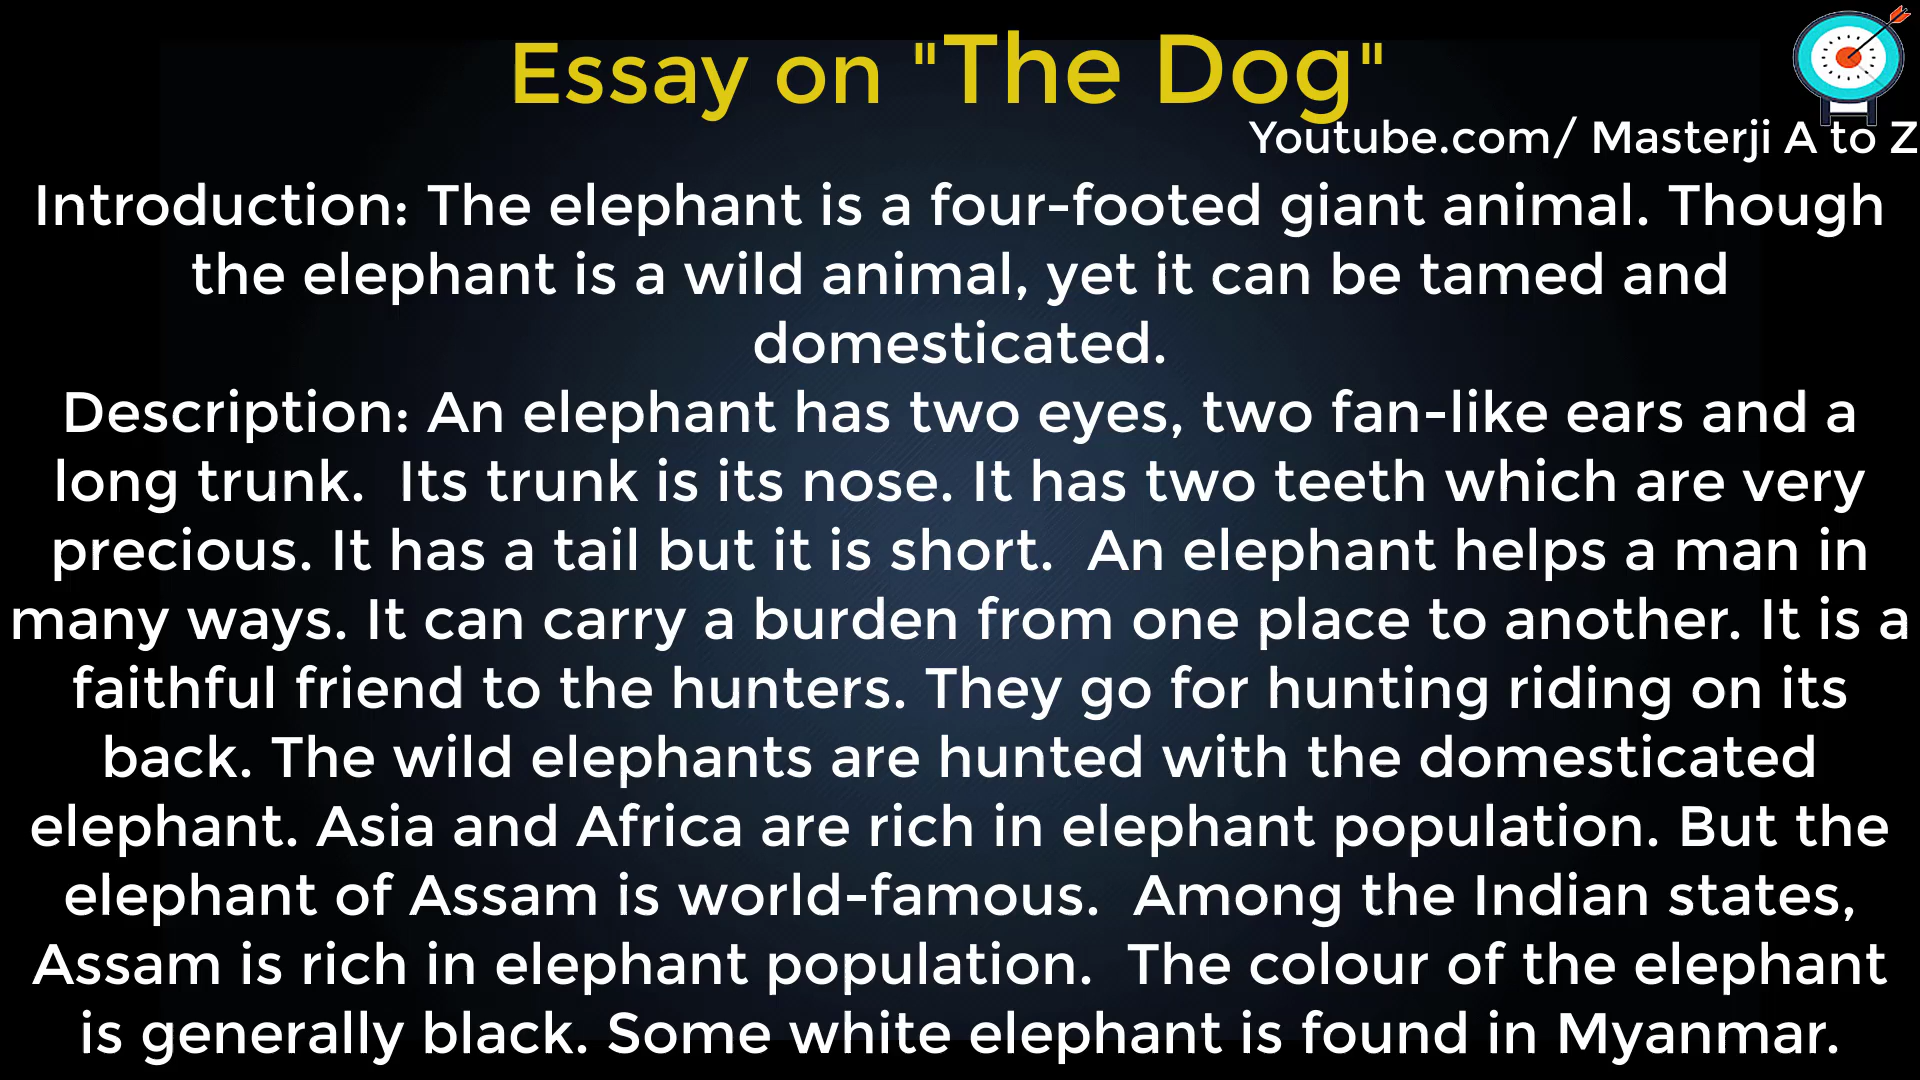 Essay on "The Dog"
Youtube.com/ Masterji A to Z
Introduction: The elephant is a four-footed giant animal. Though
the elephant is a wild animal, yet it can be tamed and
domesticated.
Description: An elephant has two eyes, two fan-like ears and a
long trunk.  Its trunk is its nose. It has two teeth which are very
precious. It has a tail but it is short.  An elephant helps a man in
many ways. It can carry a burden from one place to another. It is a
faithful friend to the hunters. They go for hunting riding on its
back. The wild elephants are hunted with the domesticated
elephant. Asia and Africa are rich in elephant population. But the
elephant of Assam is world-famous.  Among the Indian states,
Assam is rich in elephant population.  The colour of the elephant
is generally black. Some white elephant is found in Myanmar.